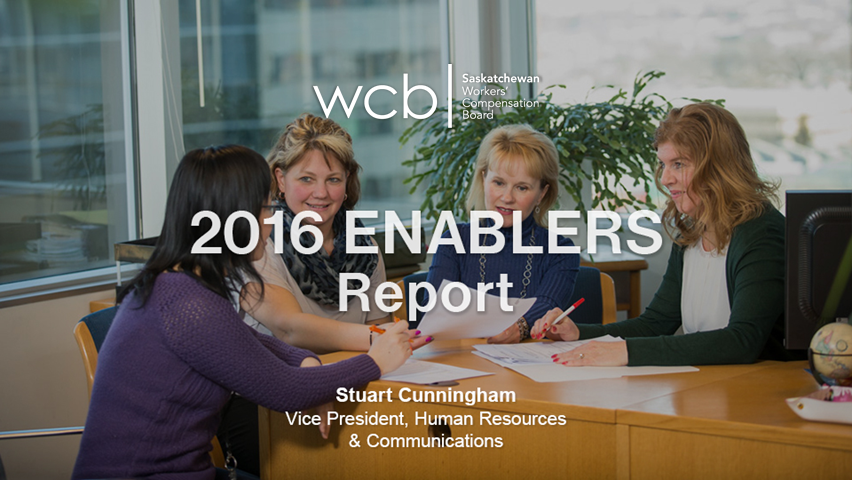 wcb
Saskatchewan
Workers'
Compensation
Board
2016 ENABLERS
Report
Stuart Cunningham
Vice President, Human Resources
& Communications